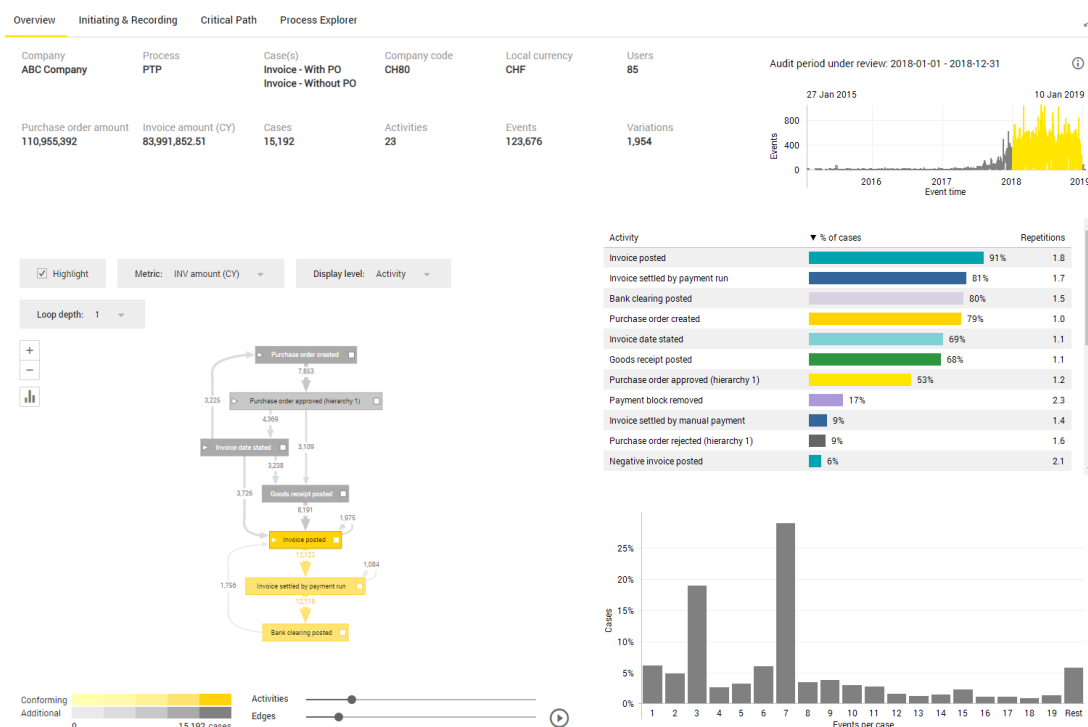 Overview Initiating & Recording Critical Path Process Explorer
Company Process Case(s) Company code Local currency Users
ABC Company PTP Invoice - With PO CH80 CHF 85
Invoice - Without PO
Audit period under review: 2018-01-01 - 2018-12-31
Purchase order amount Invoice amount (CY) Cases Activities Events Variations
110,955,392 83,991,852.51 15,192 23 123,676 1,954
27 Jan 2015 10 Jan 2019
800
400
0
Events
2016 2017 2018 2019
Event time
Highlight Metric: INV amount (CY) Display level: Activity
Loop depth: 1
+
−
Purchase order created
7,853
3,225
Purchase order approved (hierarchy 1)
4,369
Invoice date stated
3,109
3,238
3,726
Goods receipt posted
8,191
1,975
Invoice posted
12,122
1,084
1,756
Invoice settled by payment run
12,118
Bank clearing posted
Conforming
Additional
0 15,192 cases
Activities
Edges
Activity ▼ % of cases Repetitions
Invoice posted 91% 1.8
Invoice settled by payment run 81% 1.7
Bank clearing posted 80% 1.5
Purchase order created 79% 1.0
Invoice date stated 69% 1.1
Goods receipt posted 68% 1.1
Purchase order approved (hierarchy 1) 53% 1.2
Payment block removed 17% 2.3
Invoice settled by manual payment 9% 1.4
Purchase order rejected (hierarchy 1) 9% 1.6
Negative invoice posted 6% 2.1
25%
20%
15%
10%
5%
0%
Cases
1 2 3 4 5 6 7 8 9 10 11 12 13 14 15 16 17 18 19 Rest
Events per case